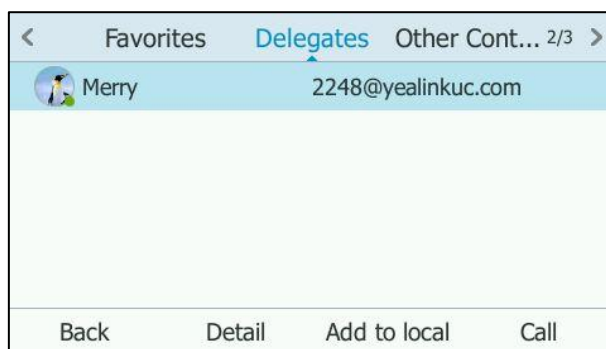 < Favorites Delegates Other Cont... 2/3 >
Merry 2248@yealinkuc.com
Back Detail Add to local Call